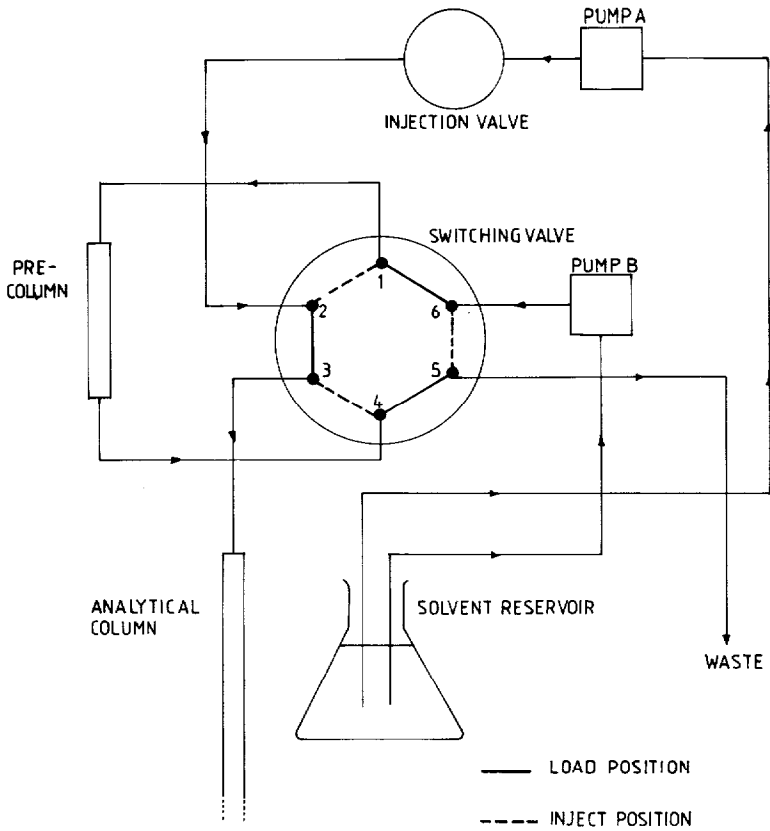 PUMP A
INJECTION VALVE
SWITCHING VALVE
PRE-
COLUMN
PUMP B
1
2
6
3
5
4
ANALYTICAL
COLUMN
SOLVENT RESERVOIR
WASTE
LOAD POSITION
INJECT POSITION